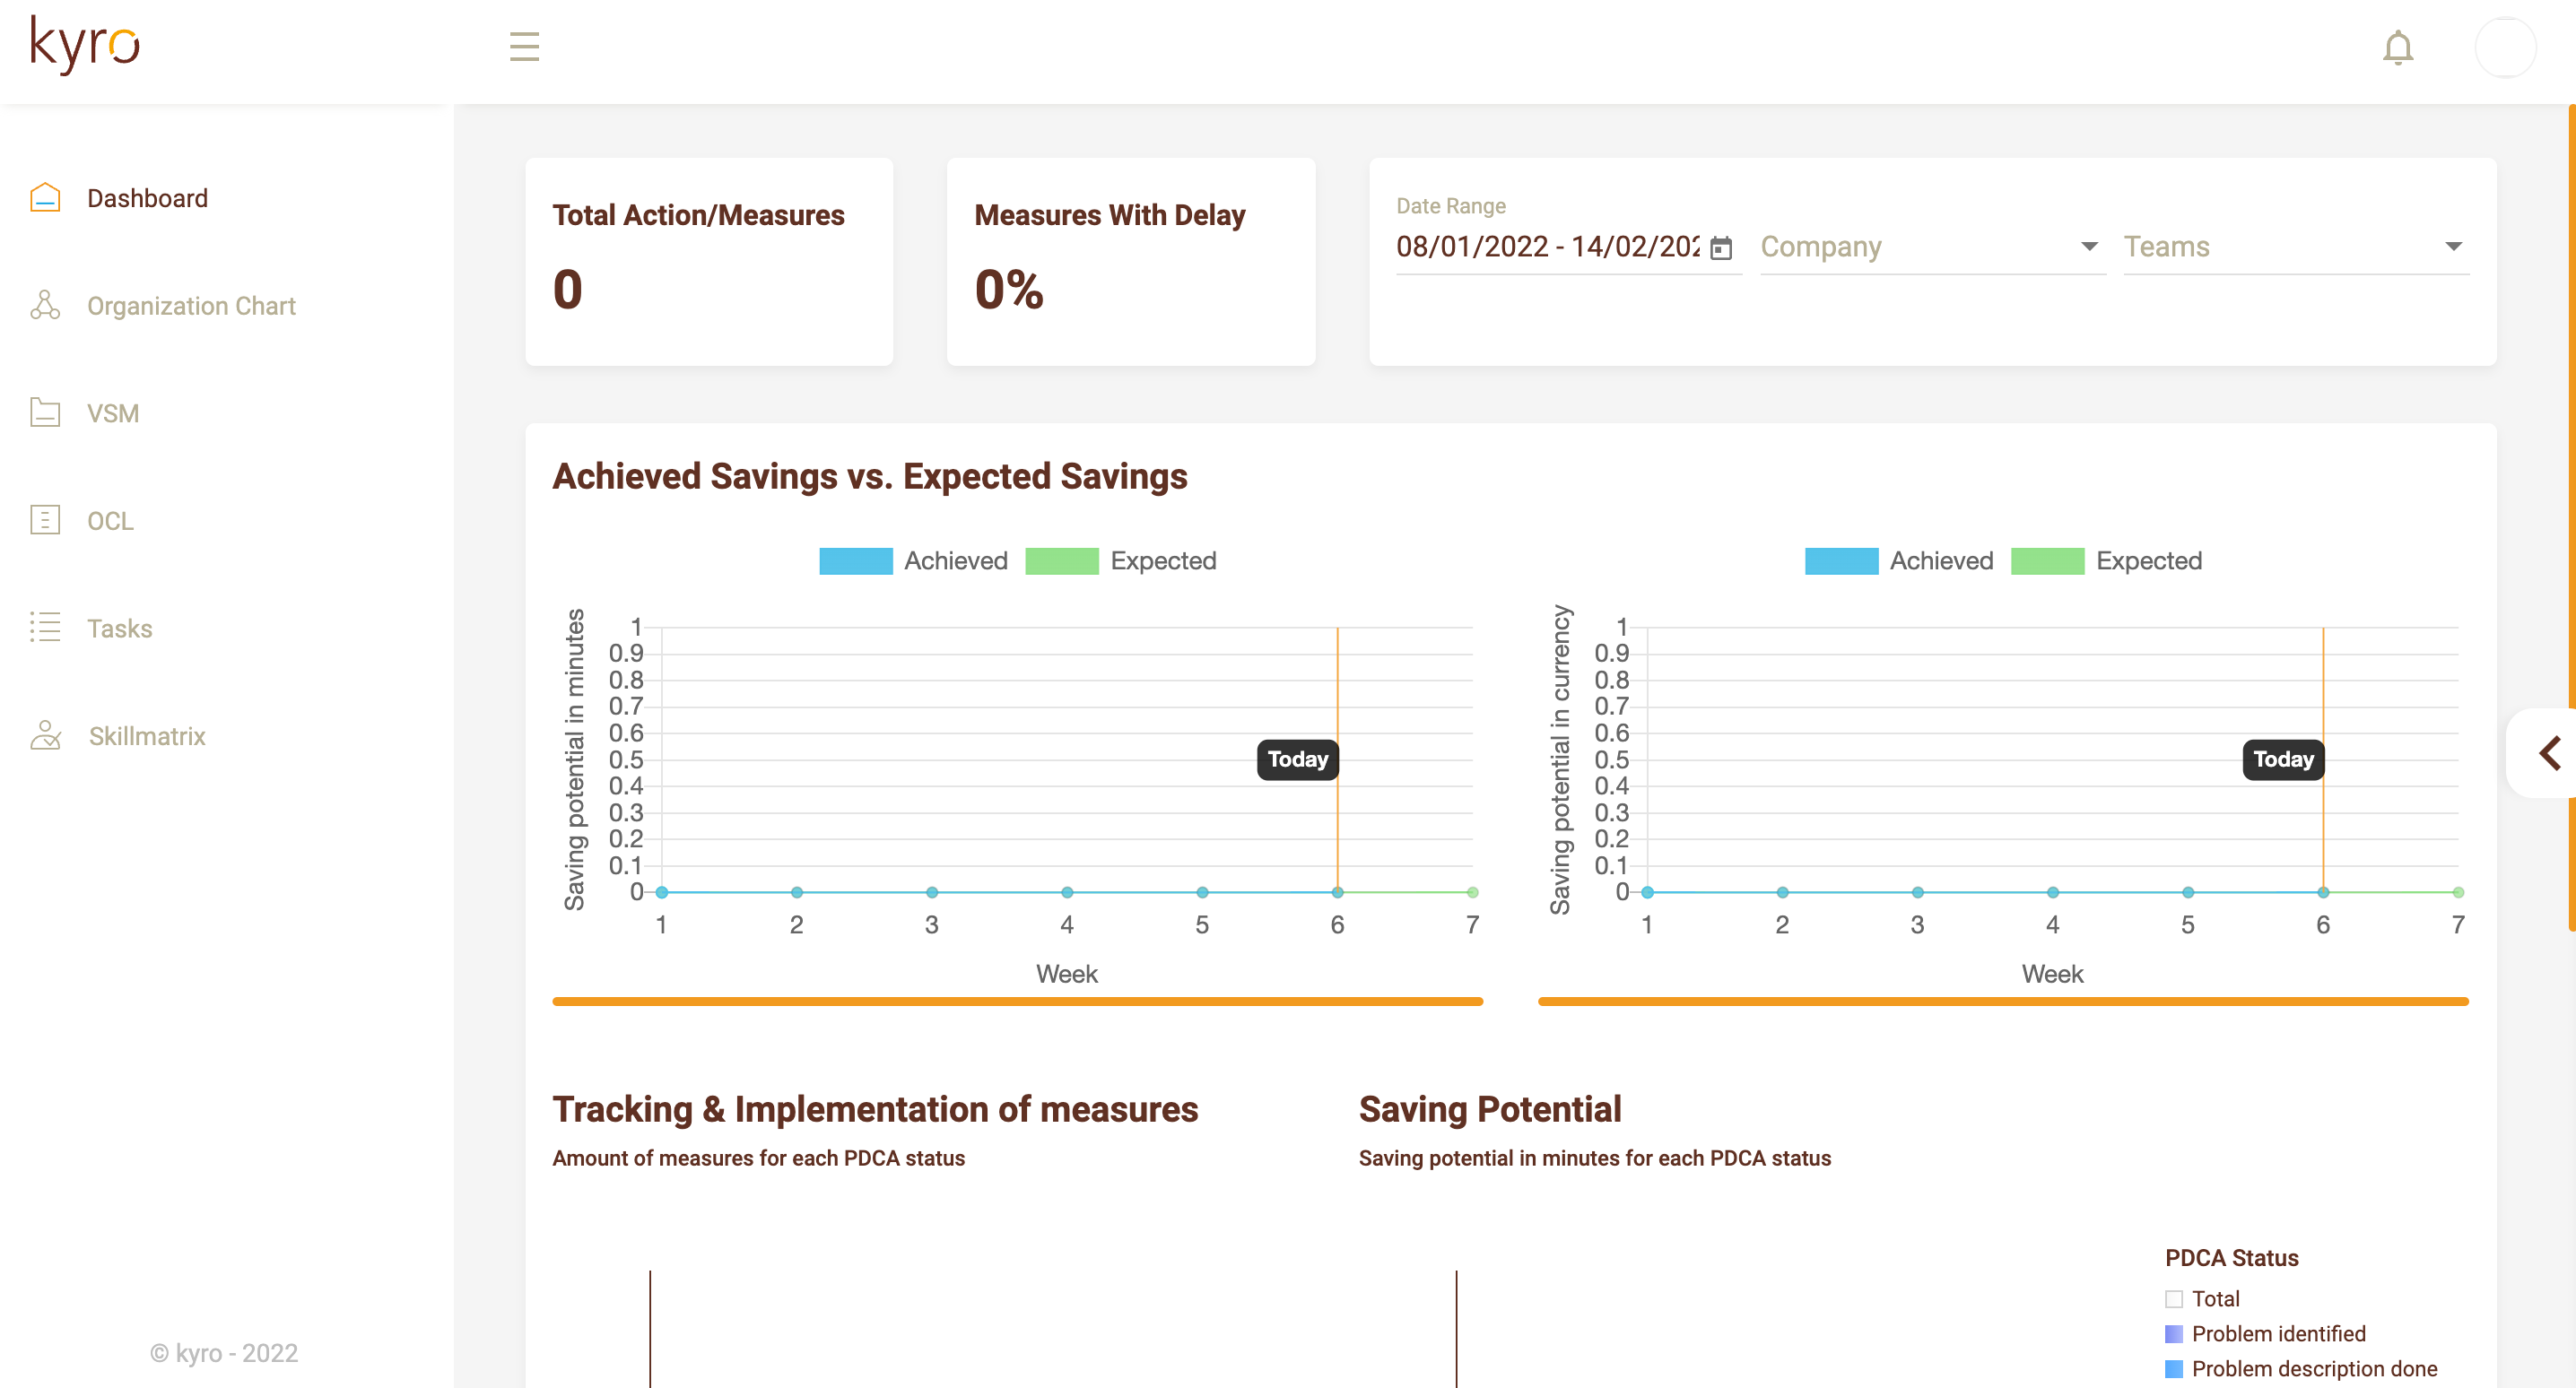 kyro
Dashboard
Organization Chart
VSM
OCL
Tasks
Skillmatrix
© kyro - 2022
Total Action/Measures
0
Measures With Delay
0%
Date Range
08/01/2022 - 14/02/202
Company
Teams
Achieved Savings vs. Expected Savings
Achieved
Expected
Saving potential in minutes
1
0.9
0.8
0.7
0.6
0.5
0.4
0.3
0.2
0.1
0
Today
1 2 3 4 5 6 7
Week
Achieved
Expected
Saving potential in currency
1
0.9
0.8
0.7
0.6
0.5
0.4
0.3
0.2
0.1
0
Today
1 2 3 4 5 6 7
Week
Tracking & Implementation of measures
Amount of measures for each PDCA status
Saving Potential
Saving potential in minutes for each PDCA status
PDCA Status
Total
Problem identified
Problem description done